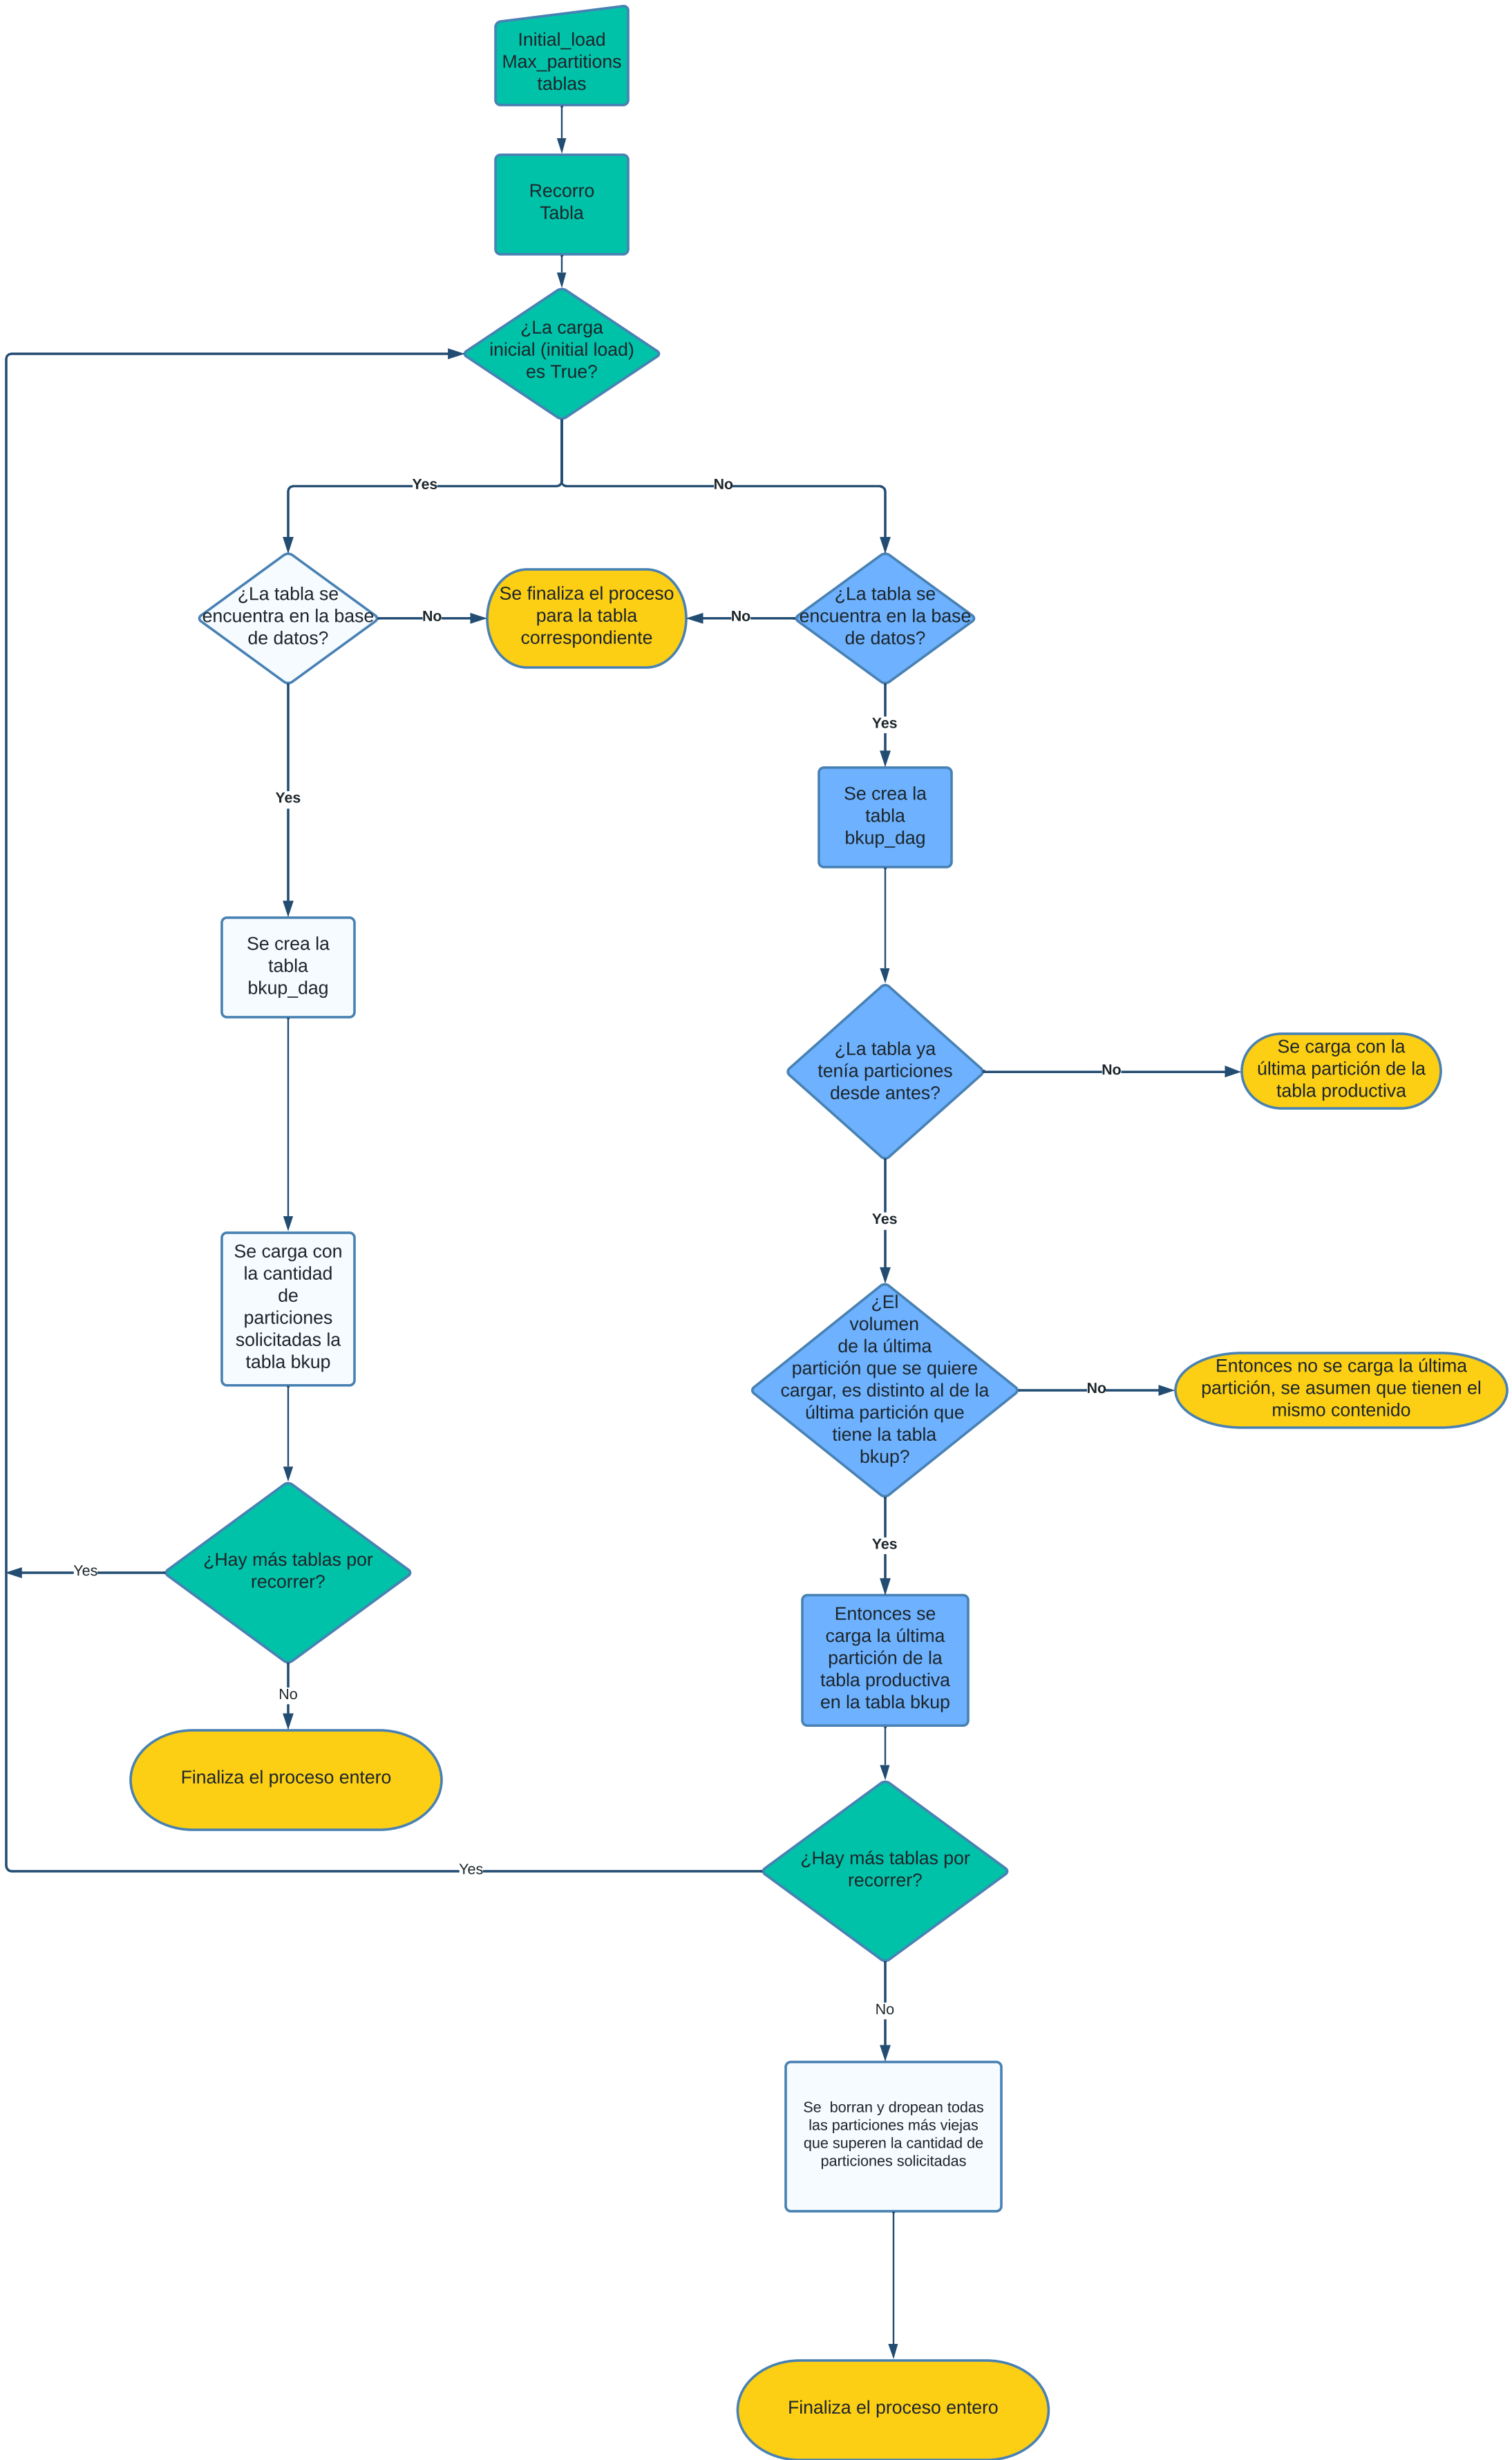 Initial_load
Max_partitions
tablas
Recorro
Tabla
¿La carga
inicial (initial load)
es True?
Yes
No
¿La tabla se
encuentra en la base
de datos?
No
Se finaliza el proceso
para la tabla
correspondiente
No
¿La tabla se
encuentra en la base
de datos?
Yes
Yes
Se crea la
tabla
bkup_dag
Se crea la
tabla
bkup_dag
¿La tabla ya
tenía particiones
desde antes?
No
Se carga con la
última partición de la
tabla productiva
Yes
Se carga con
la cantidad
de
particiones
solicitadas la
tabla bkup
¿El
volumen
de la última
partición que se quiere
cargar, es distinto al de la
última partición que
tiene la tabla
bkup?
No
Entonces no se carga la última
partición, se asumen que tienen el
mismo contenido
Yes
¿Hay más tablas por
recorrer?
Yes
No
Entonces se
carga la última
partición de la
tabla productiva
en la tabla bkup
Finaliza el proceso entero
¿Hay más tablas por
recorrer?
Yes
No
Se  borran y dropean todas
las particiones más viejas
que superen la cantidad de
particiones solicitadas
Finaliza el proceso entero